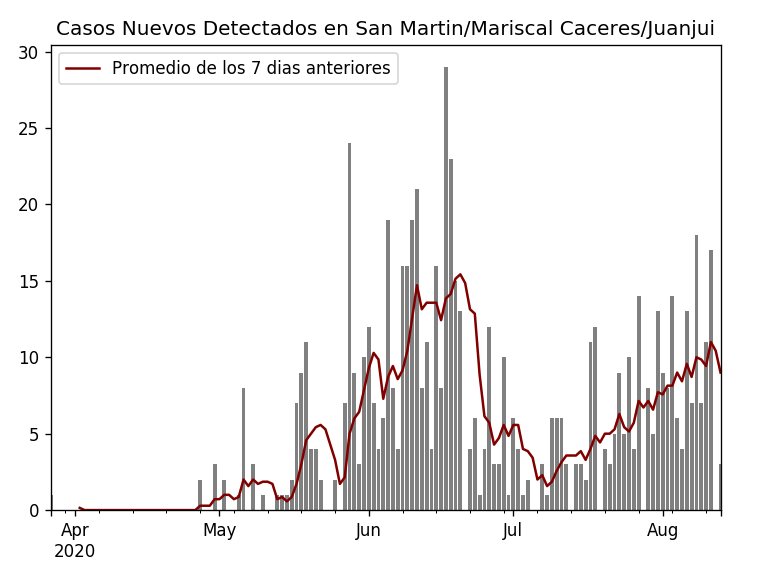 Casos Nuevos Detectados en San Martin/Mariscal Caceres/Juanjui
Promedio de los 7 dias anteriores
30
25
20
15
10
5
0
Apr May Jun Jul Aug
2020